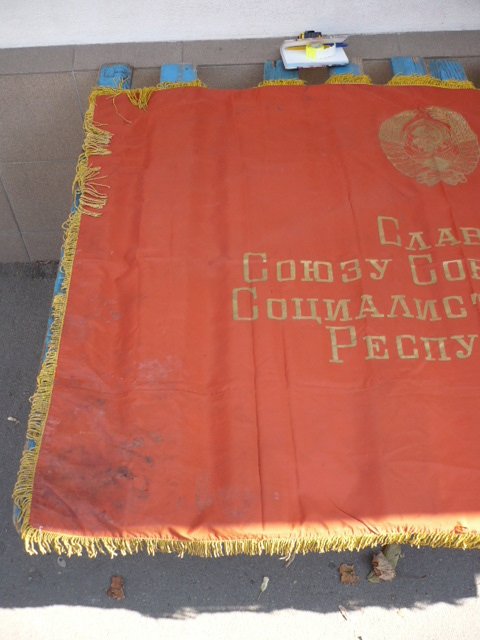 Слав
Союзу Сов
Социалист
Респу